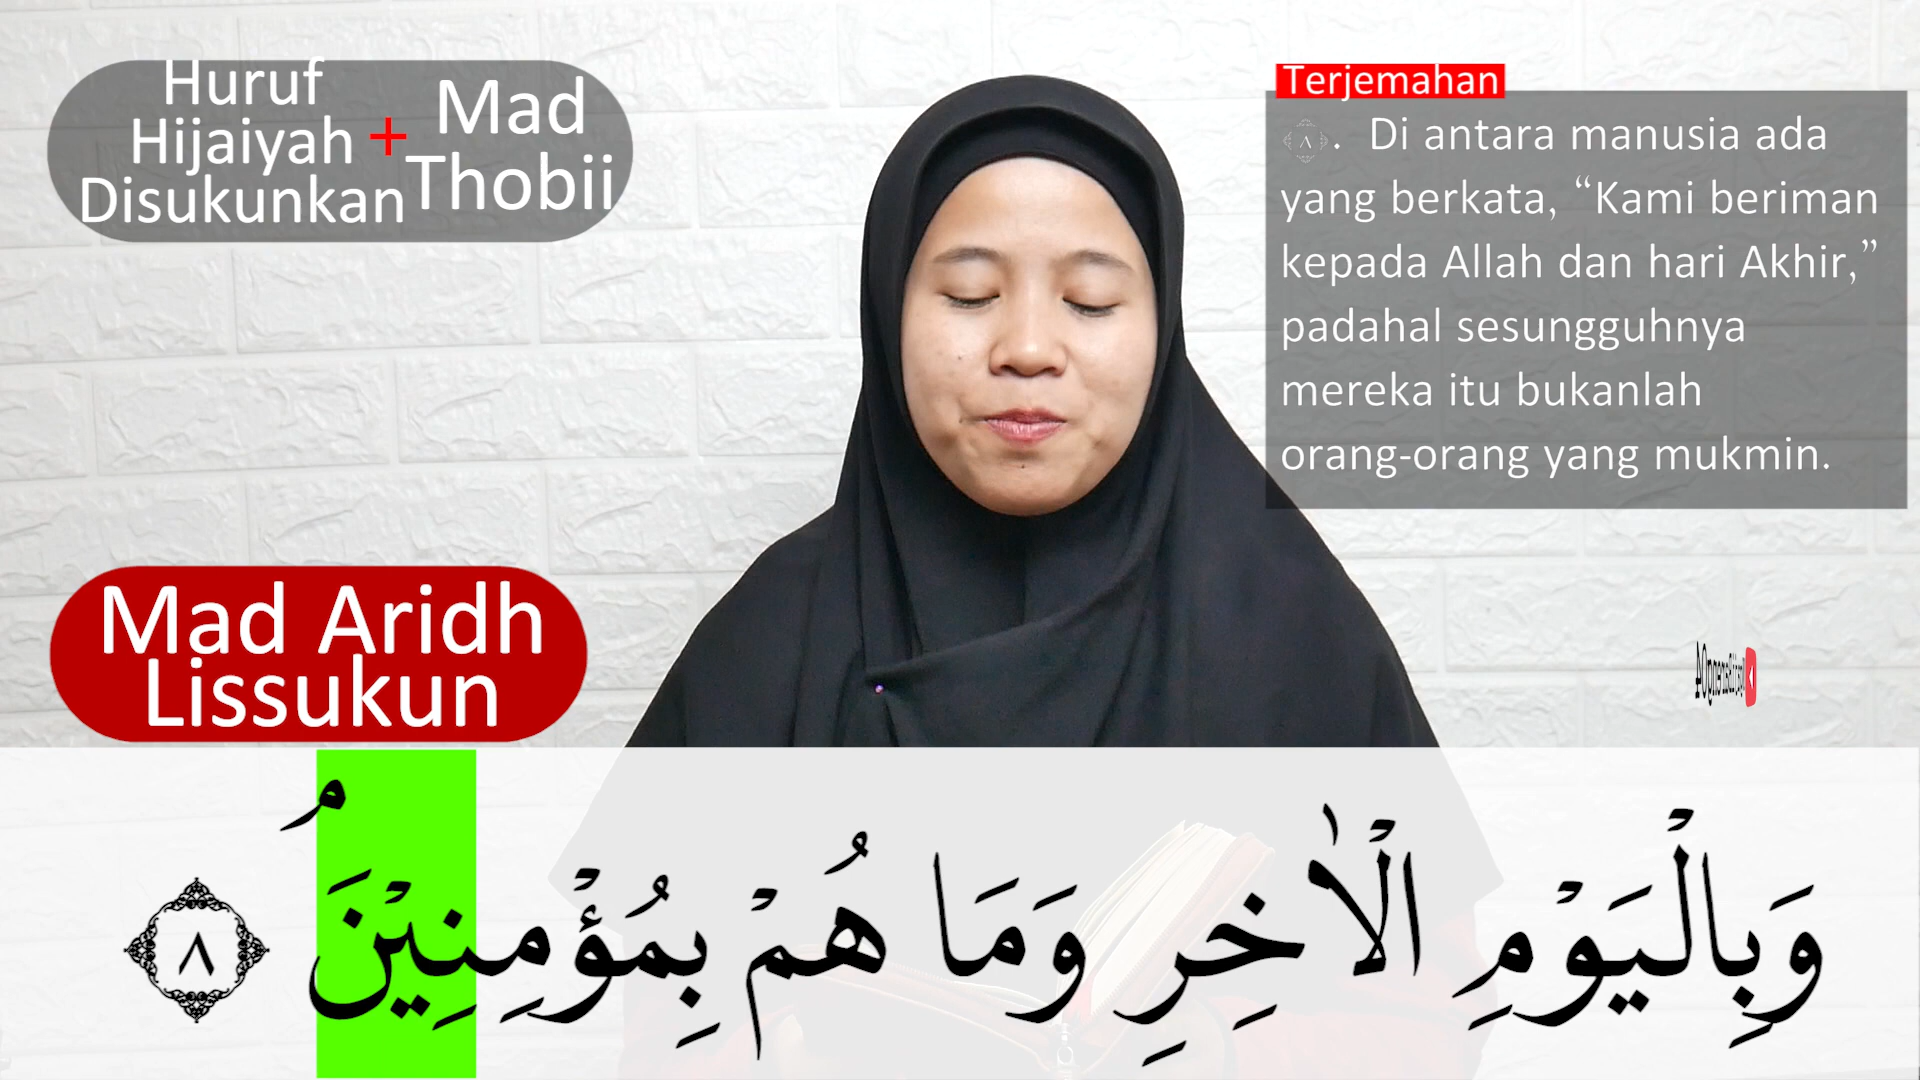 Huruf
Hijaiyah
Disukunkan
+
Mad
Thobii
Terjemahan
٨. Di antara manusia ada
yang berkata, “Kami beriman
kepada Allah dan hari Akhir,”
padahal sesungguhnya
mereka itu bukanlah
orang-orang yang mukmin.
Mad Aridh
Lissukun
وَبِالْيَوْمِ الْاٰخِرِ وَمَا هُمْ بِمُؤْمِنِيْنَۘ ٨